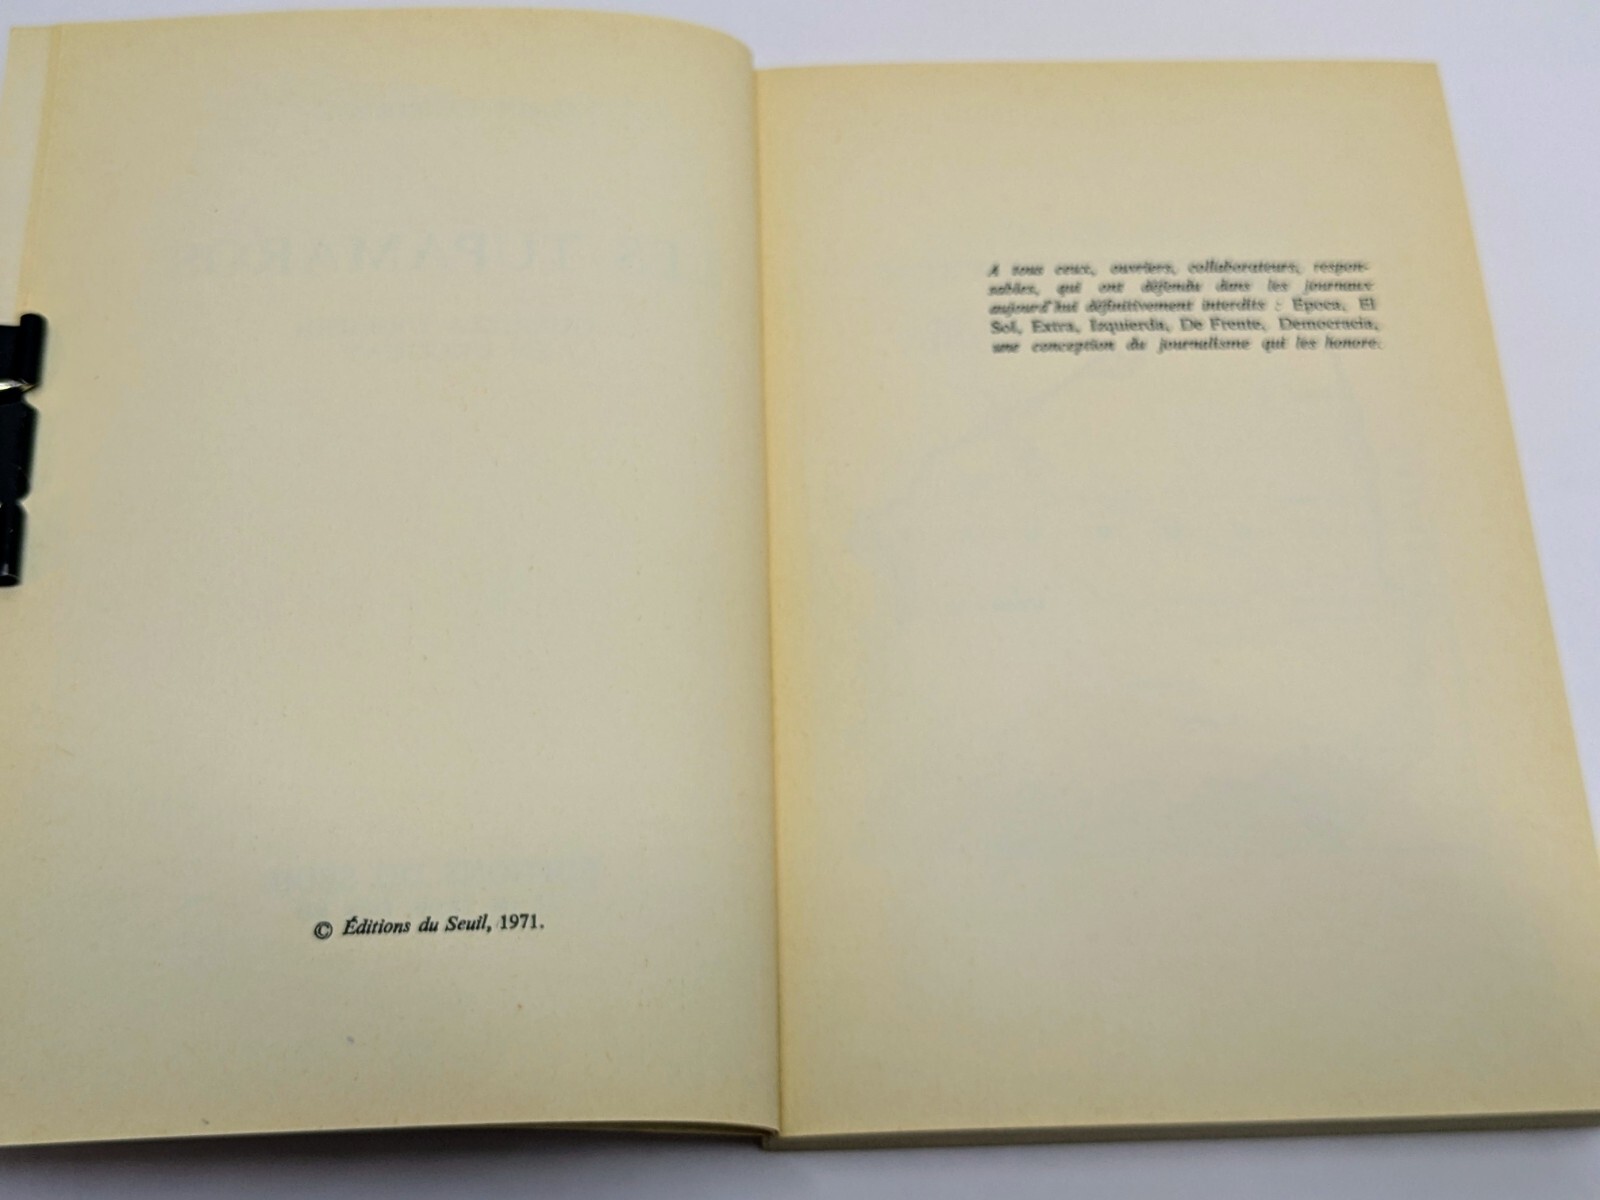 © Éditions du Seuil, 1971.
A tous ceux, ouvriers, collaborateurs, respon-
sables, qui ont défendu dans les journaux
aujourd'hui définitivement interdits : Epoca, El
Sol, Extra, Izquierda, De Frente, Democracia,
une conception du journalisme qui les honore.